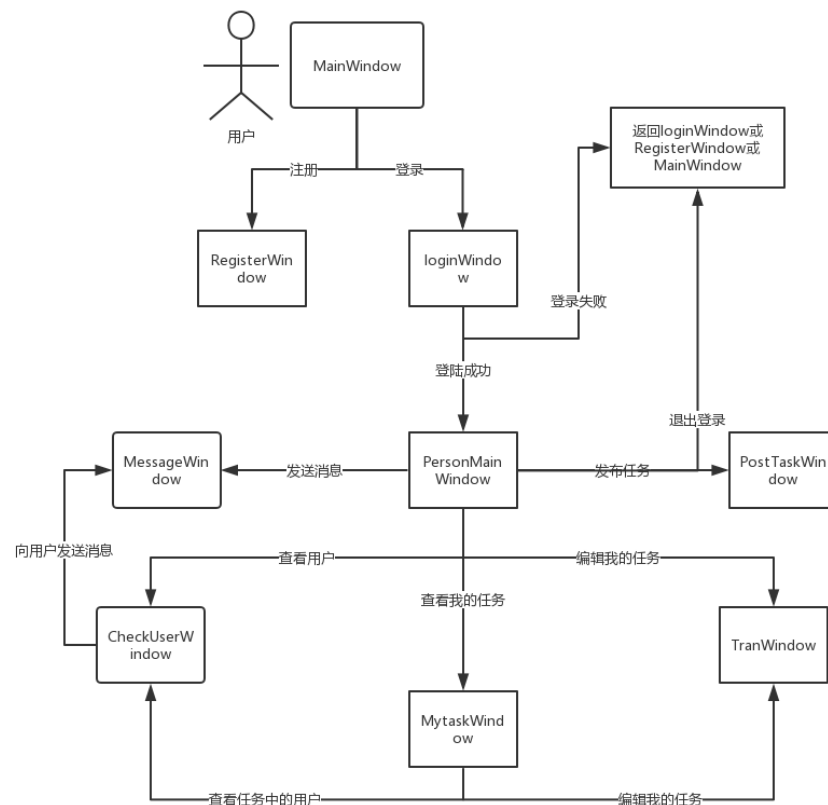 MainWindow
用户
返回loginWindow或
RegisterWindow或
MainWindow
注册
登录
RegisterWin
dow
loginWindo
w
登录失败
登陆成功
退出登录
MessageWin
dow
发送消息
PersonMain
Window
发布任务
PostTaskWin
dow
向用户发送消息
查看用户
编辑我的任务
查看我的任务
CheckUserW
indow
TranWindow
MytaskWind
ow
查看任务中的用户
编辑我的任务